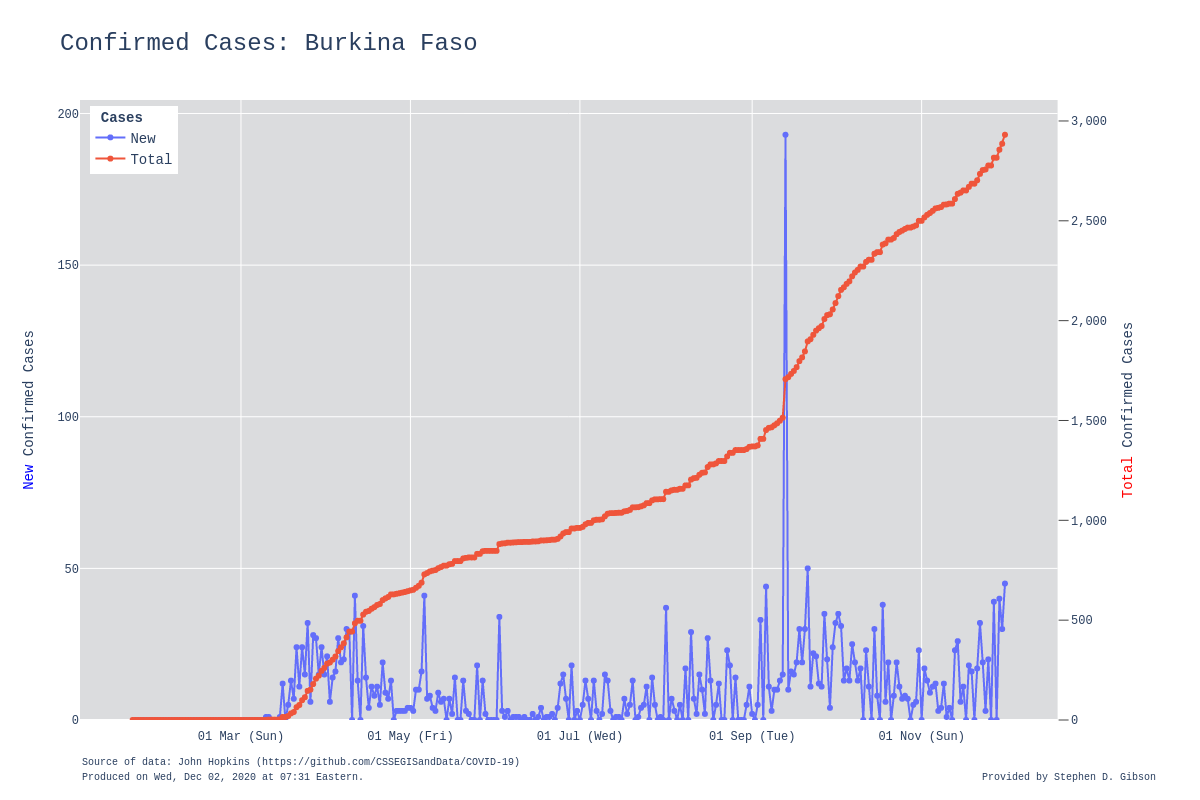 Confirmed Cases: Burkina Faso
Cases
New
Total
200
150
100
50
0
3,000
2,500
2,000
1,500
1,000
500
0
New Confirmed Cases
Total Confirmed Cases
01 Mar (Sun)
01 May (Fri)
01 Jul (Wed)
01 Sep (Tue)
01 Nov (Sun)
Source of data: John Hopkins (https://github.com/CSSEGISandData/COVID-19)
Produced on Wed, Dec 02, 2020 at 07:31 Eastern.
Provided by Stephen D. Gibson